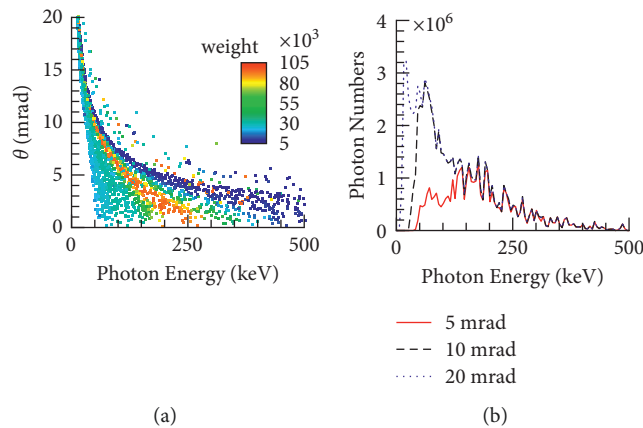 20
15
10
5
0
θ (mrad)
weight
×10³
105
80
55
30
5
0
250
500
Photon Energy (keV)
(a)
×10⁶
4
3
2
1
0
Photon Numbers
0
250
500
Photon Energy (keV)
5 mrad
10 mrad
20 mrad
(b)